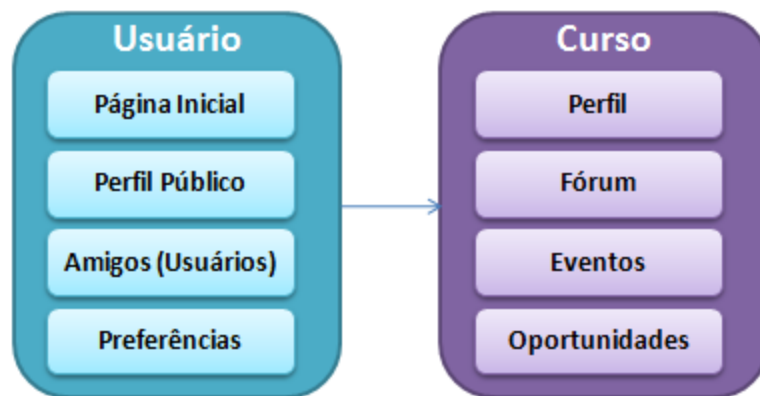 Usuário
Página Inicial
Perfil Público
Amigos (Usuários)
Preferências
Curso
Perfil
Fórum
Eventos
Oportunidades